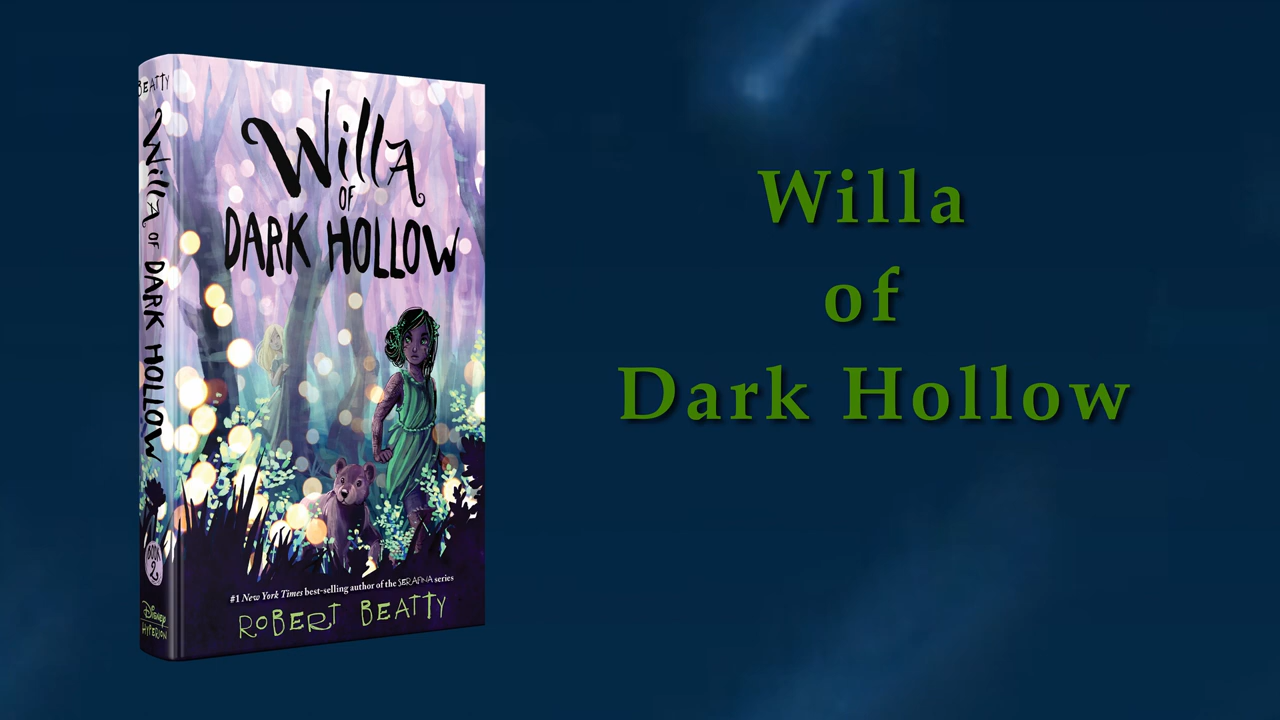 BEATTY
Willa OF DARK HOLLOW
BOOK 2
Disney
HYPERION
Willa
OF
DARK HOLLOW
#1 New York Times best-selling author of the SERAFINA series
ROBERT BEATTY
Willa
of
Dark Hollow